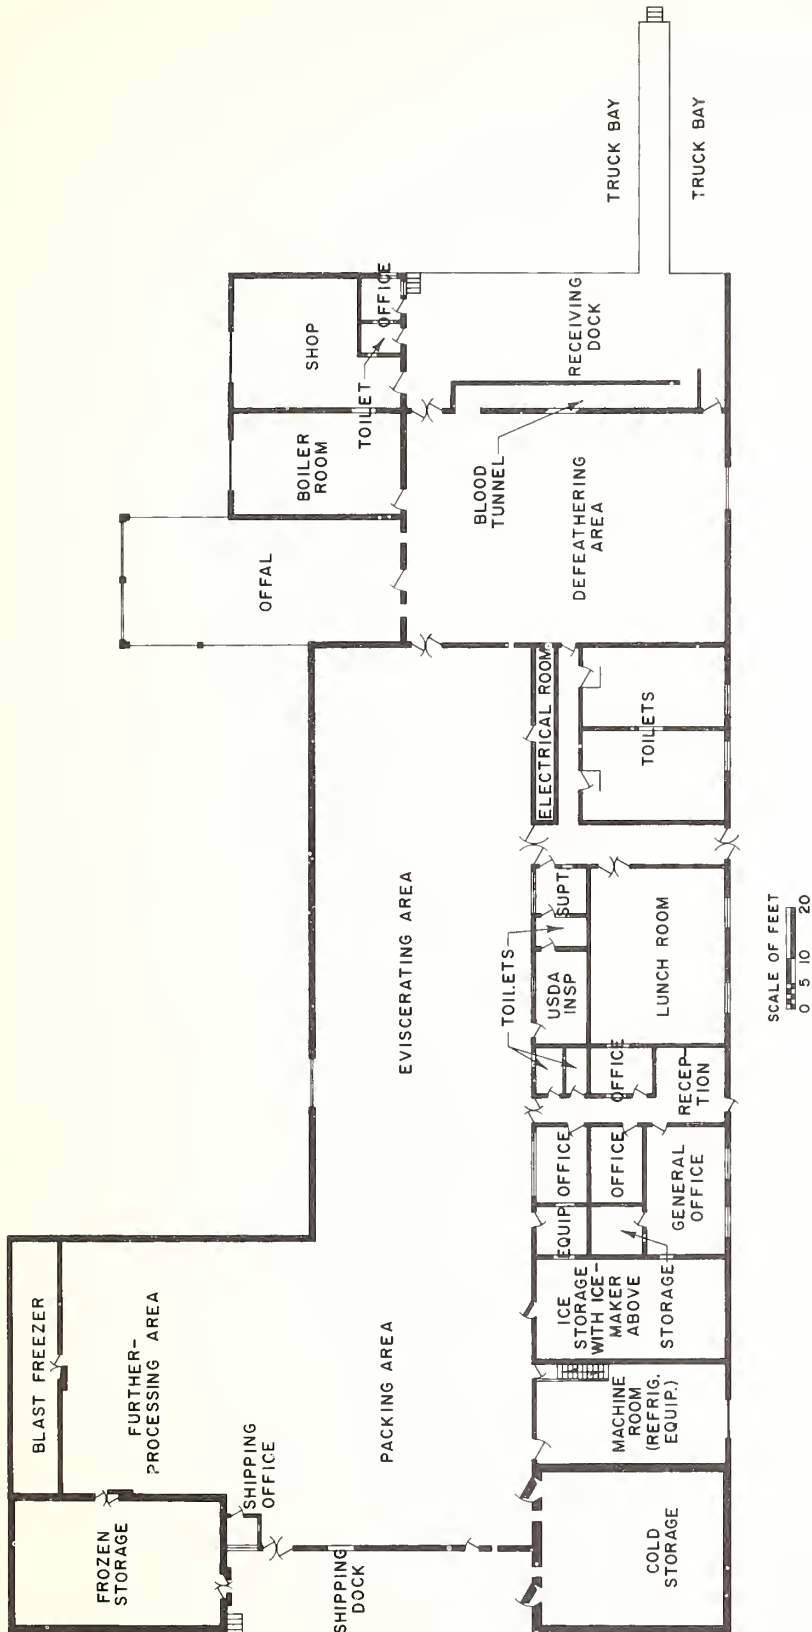 TRUCK BAY
TRUCK BAY
OFFICE
SHOP
TOILET
RECEIVING
DOCK
BOILER
ROOM
BLOOD
TUNNEL
DEFEATHERING
AREA
OFFAL
ELECTRICAL ROOM
TOILETS
EVISCERATING AREA
SUPT.
TOILETS
USDA
INSP
LUNCH ROOM
OFFICE
RECEP-
TION
OFFICE
OFFICE
GENERAL
OFFICE
EQUIP.
STORAGE
ICE
STORAGE
WITH ICE-
MAKER
ABOVE
BLAST FREEZER
FURTHER-
PROCESSING AREA
PACKING AREA
MACHINE
ROOM
(REFRIG.
EQUIP.)
SHIPPING
OFFICE
FROZEN
STORAGE
SHIPPING
DOCK
COLD
STORAGE
SCALE OF FEET
0 5 10 20